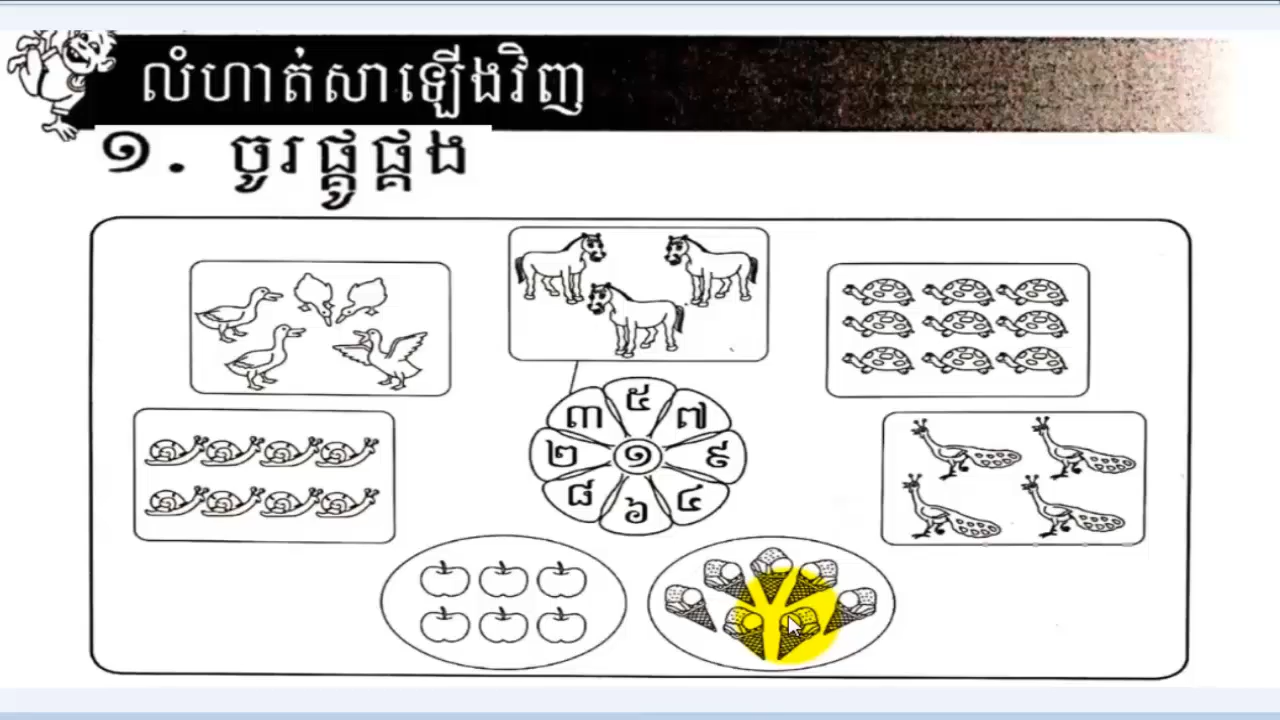 លំហាត់សាឡើងវិញ
១. ចូរផ្គូផ្គង
៥
៣ ៧
២ ១ ៩
៨ ៤
៦